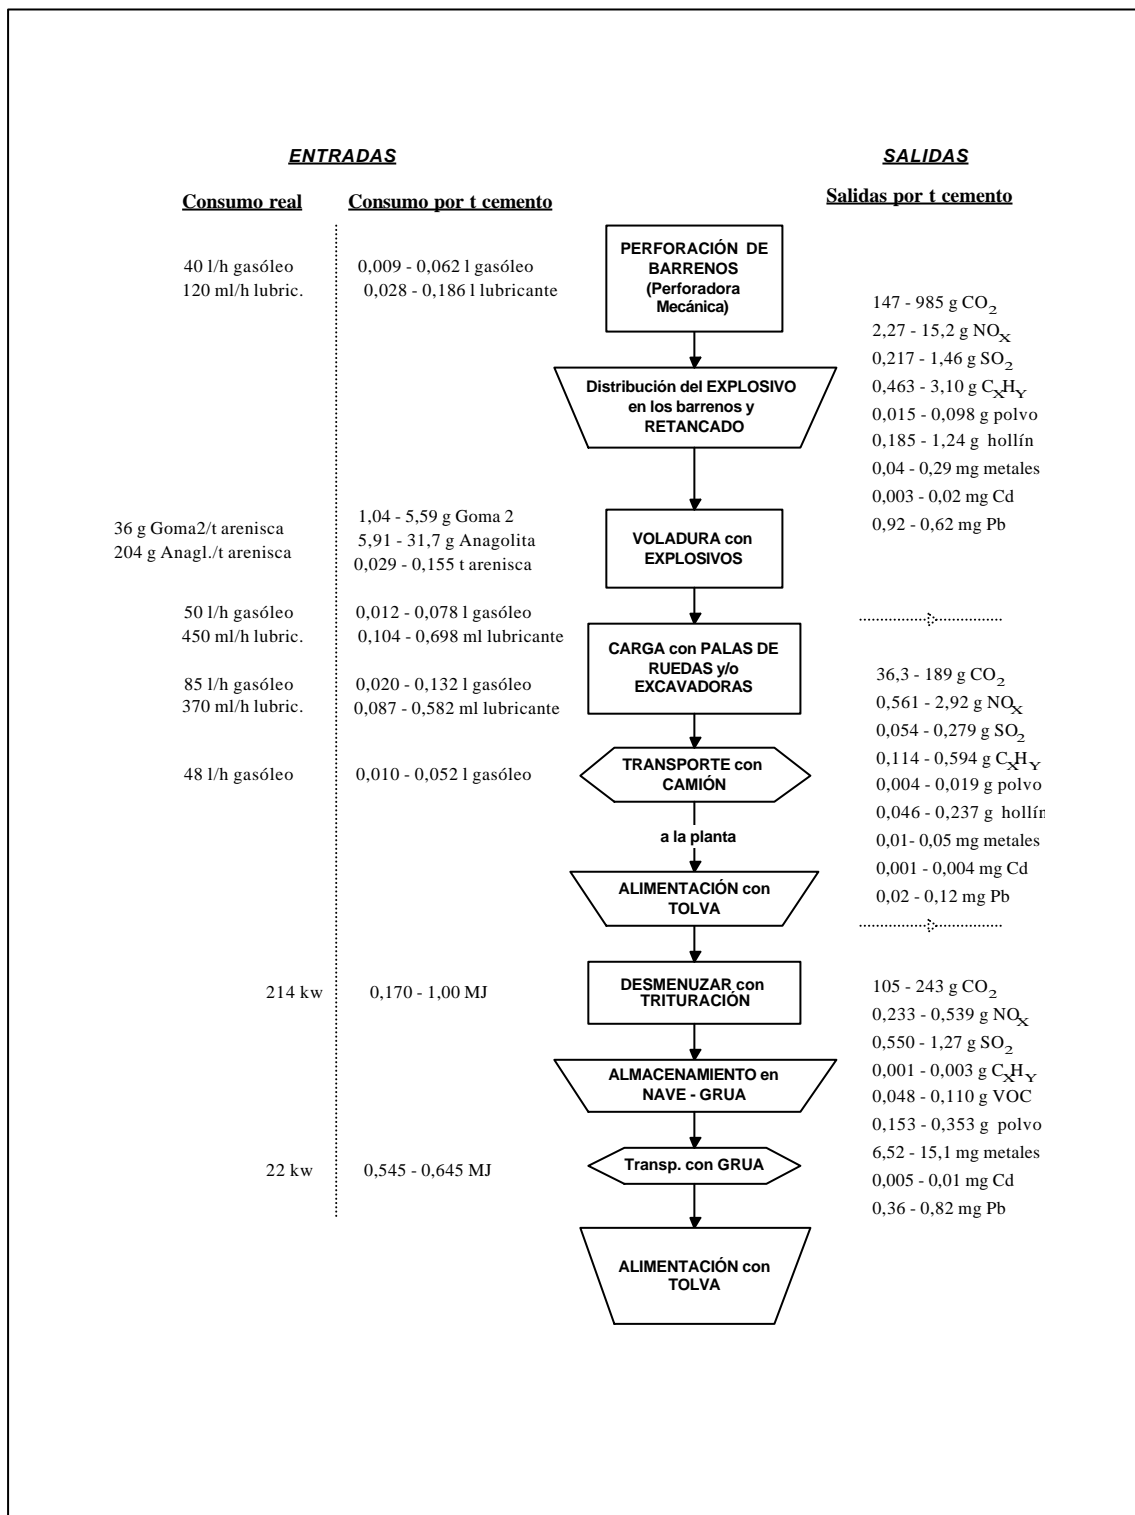 ENTRADAS
SALIDAS
Consumo real
Consumo por t cemento
Salidas por t cemento
PERFORACIÓN DE
BARRENOS
(Perforadora
Mecánica)
40 l/h gasóleo
0,009 - 0,062 l gasóleo
120 ml/h lubric.
0,028 - 0,186 l lubricante
147 - 985 g CO2
2,27 - 15,2 g NOX
0,217 - 1,46 g SO2
0,463 - 3,10 g CXHY
0,015 - 0,098 g polvo
0,185 - 1,24 g hollín
0,04 - 0,29 mg metales
0,003 - 0,02 mg Cd
0,92 - 0,62 mg Pb
Distribución del EXPLOSIVO
en los barrenos y
RETANCADO
36 g Goma2/t arenisca
204 g Anagl./t arenisca
1,04 - 5,59 g Goma 2
5,91 - 31,7 g Anagolita
0,029 - 0,155 t arenisca
VOLADURA con
EXPLOSIVOS
50 l/h gasóleo
0,012 - 0,078 l gasóleo
450 ml/h lubric.
0,104 - 0,698 ml lubricante
85 l/h gasóleo
0,020 - 0,132 l gasóleo
370 ml/h lubric.
0,087 - 0,582 ml lubricante
CARGA con PALAS DE
RUEDAS y/o
EXCAVADORAS
36,3 - 189 g CO2
0,561 - 2,92 g NOX
0,054 - 0,279 g SO2
0,114 - 0,594 g CXHY
0,004 - 0,019 g polvo
0,046 - 0,237 g hollín
0,01- 0,05 mg metales
0,001 - 0,004 mg Cd
0,02 - 0,12 mg Pb
48 l/h gasóleo
0,010 - 0,052 l gasóleo
TRANSPORTE con
CAMIÓN
a la planta
ALIMENTACIÓN con
TOLVA
214 kw
0,170 - 1,00 MJ
DESMENUZAR con
TRITURACIÓN
105 - 243 g CO2
0,233 - 0,539 g NOX
0,550 - 1,27 g SO2
0,001 - 0,003 g CXHY
0,048 - 0,110 g VOC
0,153 - 0,353 g polvo
6,52 - 15,1 mg metales
0,005 - 0,01 mg Cd
0,36 - 0,82 mg Pb
ALMACENAMIENTO en
NAVE - GRUA
22 kw
0,545 - 0,645 MJ
Transp. con GRUA
ALIMENTACIÓN con
TOLVA